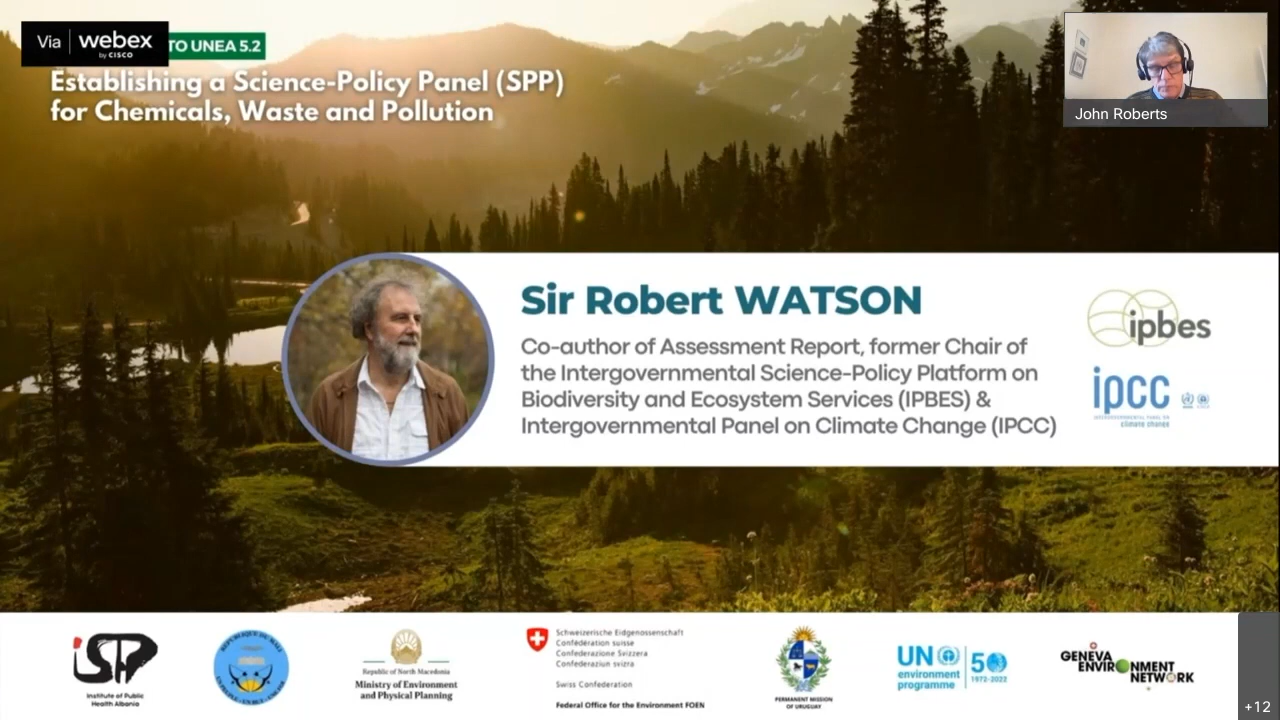 Via webex
by CISCO
TO UNEA 5.2
Establishing a Science-Policy Panel (SPP)
for Chemicals, Waste and Pollution
John Roberts
Sir Robert WATSON
Co-author of Assessment Report, former Chair of
the Intergovernmental Science-Policy Platform on
Biodiversity and Ecosystem Services (IPBES) &
Intergovernmental Panel on Climate Change (IPCC)
ipbes
ipcc
INTERGOVERNMENTAL PANEL ON
climate change
iSHP
Institute of Public
Health Albania
Republic of North Macedonia
Ministry of Environment
and Physical Planning
Schweizerische Eidgenossenschaft
Confédération suisse
Confederazione Svizzera
Confederaziun svizra
Swiss Confederation
Federal Office for the Environment FOEN
PERMANENT MISSION
OF URUGUAY
UN
environment
programme
50
1972-2022
GENEVA
ENVIRONMENT
NETWORK
+12